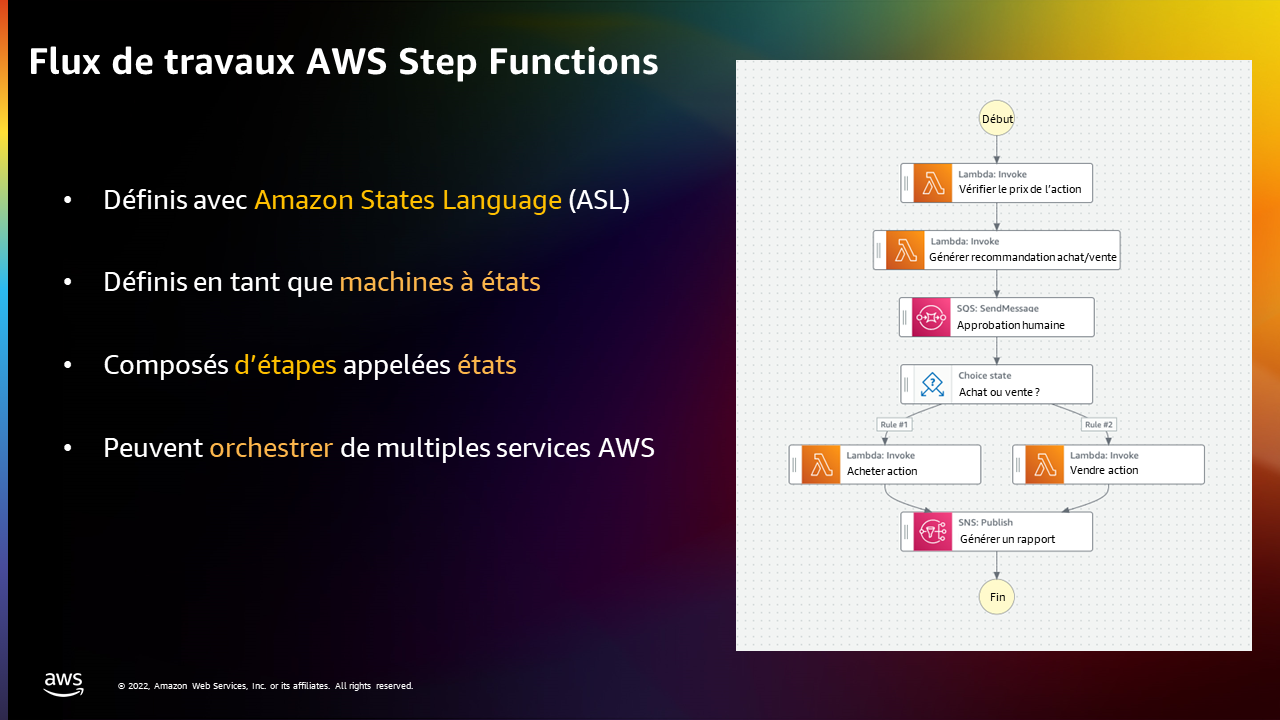 Flux de travaux AWS Step Functions
• Définis avec Amazon States Language (ASL)
• Définis en tant que machines à états
• Composés d’étapes appelées états
• Peuvent orchestrer de multiples services AWS
Début
Lambda: Invoke
Vérifier le prix de l’action
Lambda: Invoke
Générer recommandation achat/vente
SQS: SendMessage
Approbation humaine
Choice state
Achat ou vente ?
Rule #1
Rule #2
Lambda: Invoke
Acheter action
Lambda: Invoke
Vendre action
SNS: Publish
Générer un rapport
Fin
aws
© 2022, Amazon Web Services, Inc. or its affiliates. All rights reserved.